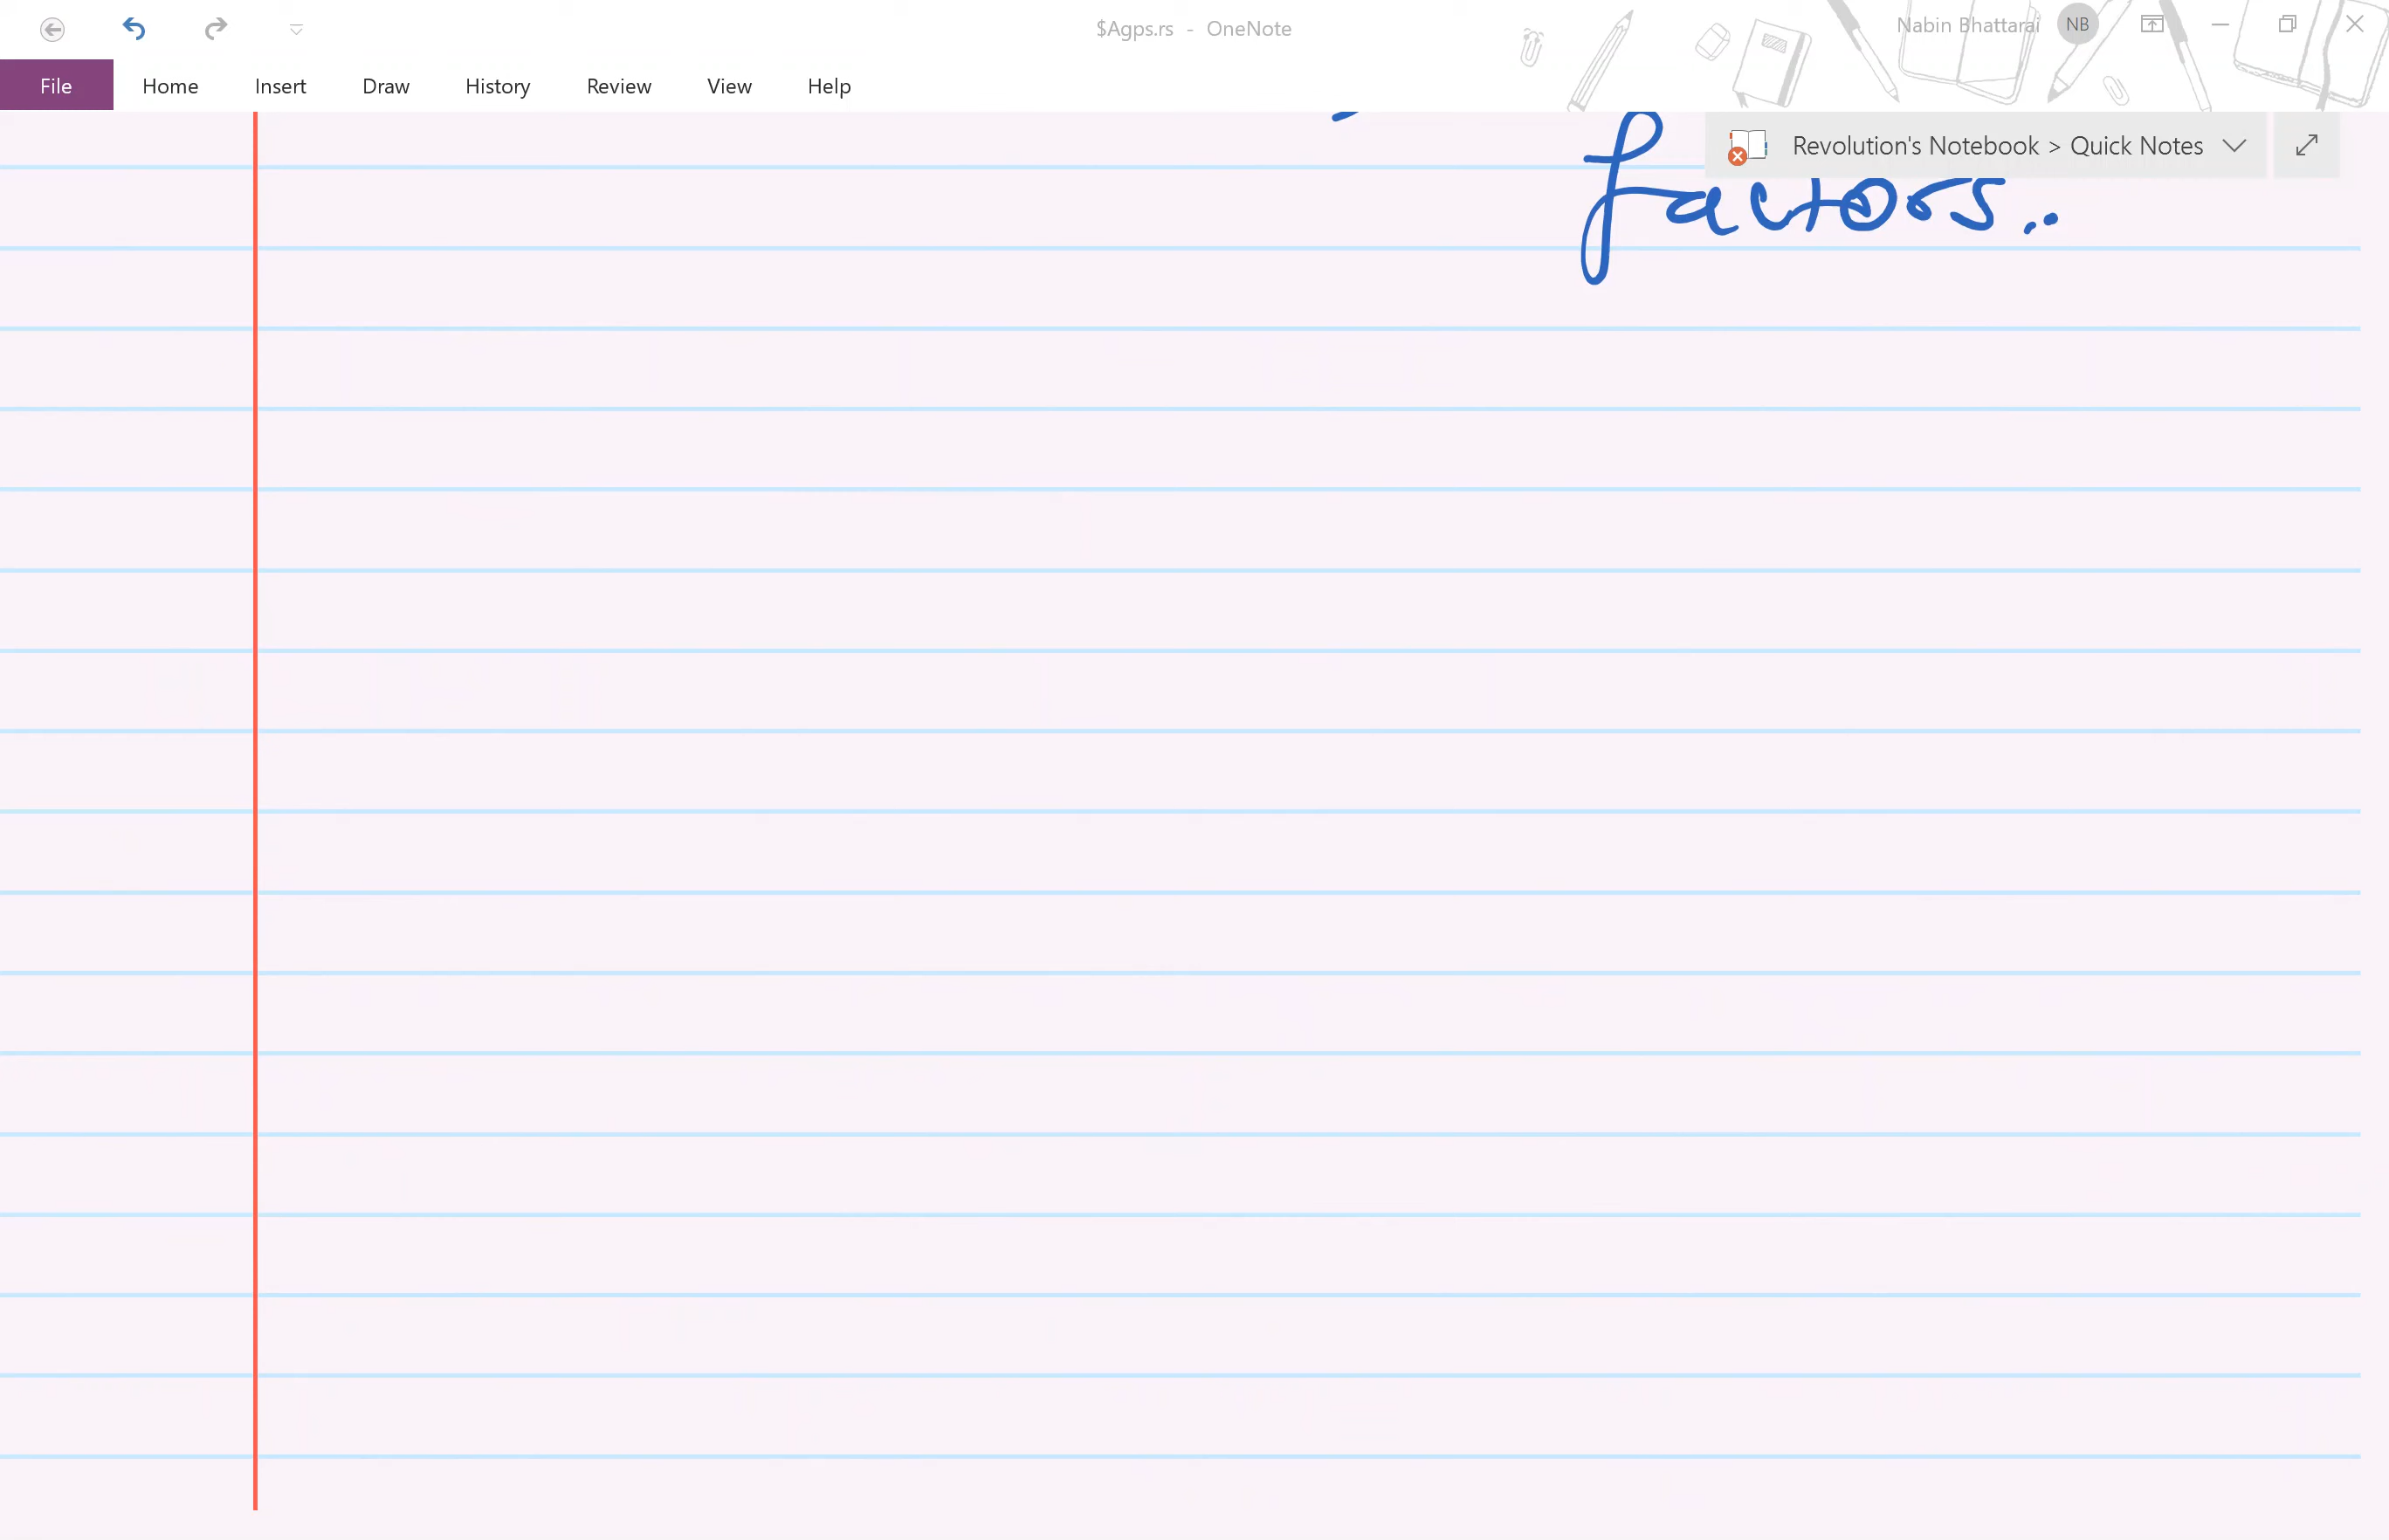 $Agps.rs - OneNote
Nabin Bhattarai NB
File Home Insert Draw History Review View Help
Revolution's Notebook > Quick Notes
factors..